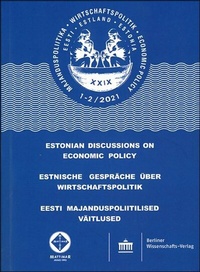 MAJANDUSPOLIITIKA · WIRTSCHAFTSPOLITIK · ECONOMIC POLICY
EESTI - ESTLAND - ESTONIA
XXIX
1-2 / 2021
ESTONIAN DISCUSSIONS ON
ECONOMIC POLICY
ESTNISCHE GESPRÄCHE ÜBER
WIRTSCHAFTSPOLITIK
EESTI MAJANDUSPOLIITILISED
VÄITLUSED
MATTIMAR
Berliner
Wissenschafts-Verlag